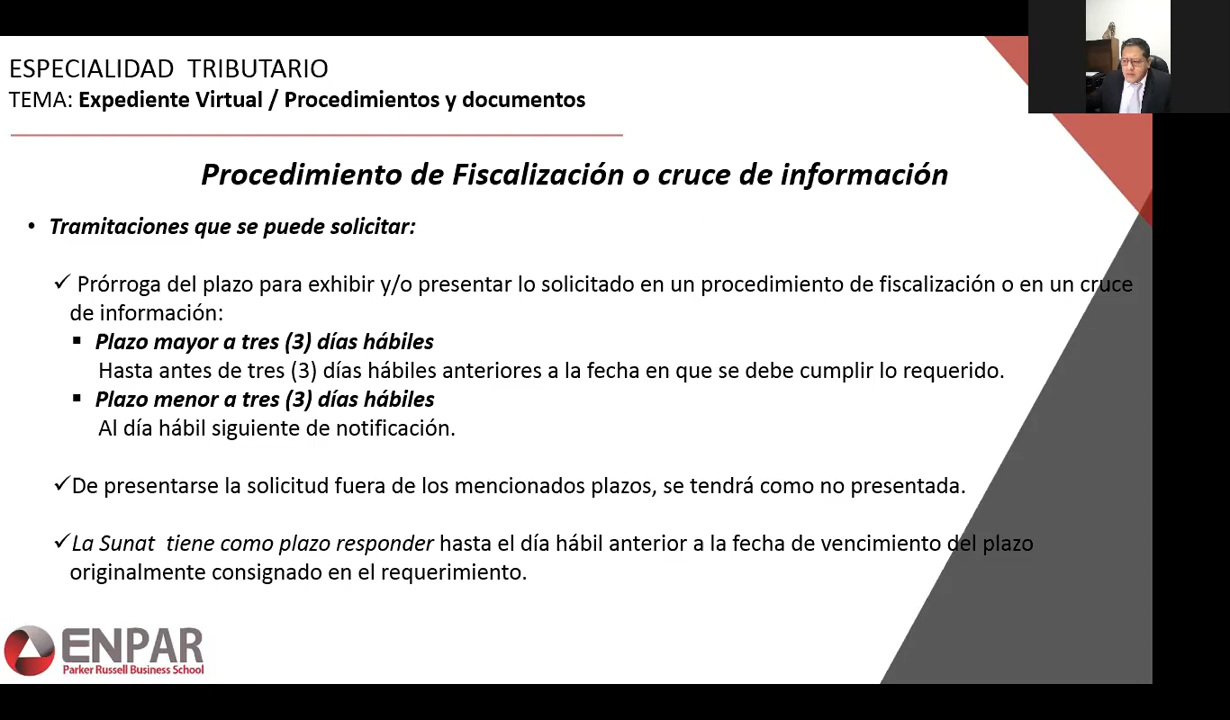 ESPECIALIDAD TRIBUTARIO
TEMA: Expediente Virtual / Procedimientos y documentos
Procedimiento de Fiscalización o cruce de información
• Tramitaciones que se puede solicitar:
✓ Prórroga del plazo para exhibir y/o presentar lo solicitado en un procedimiento de fiscalización o en un cruce
de información:
▪ Plazo mayor a tres (3) días hábiles
Hasta antes de tres (3) días hábiles anteriores a la fecha en que se debe cumplir lo requerido.
▪ Plazo menor a tres (3) días hábiles
Al día hábil siguiente de notificación.
✓De presentarse la solicitud fuera de los mencionados plazos, se tendrá como no presentada.
✓La Sunat tiene como plazo responder hasta el día hábil anterior a la fecha de vencimiento del plazo
originalmente consignado en el requerimiento.
ENPAR
Parker Russell Business School